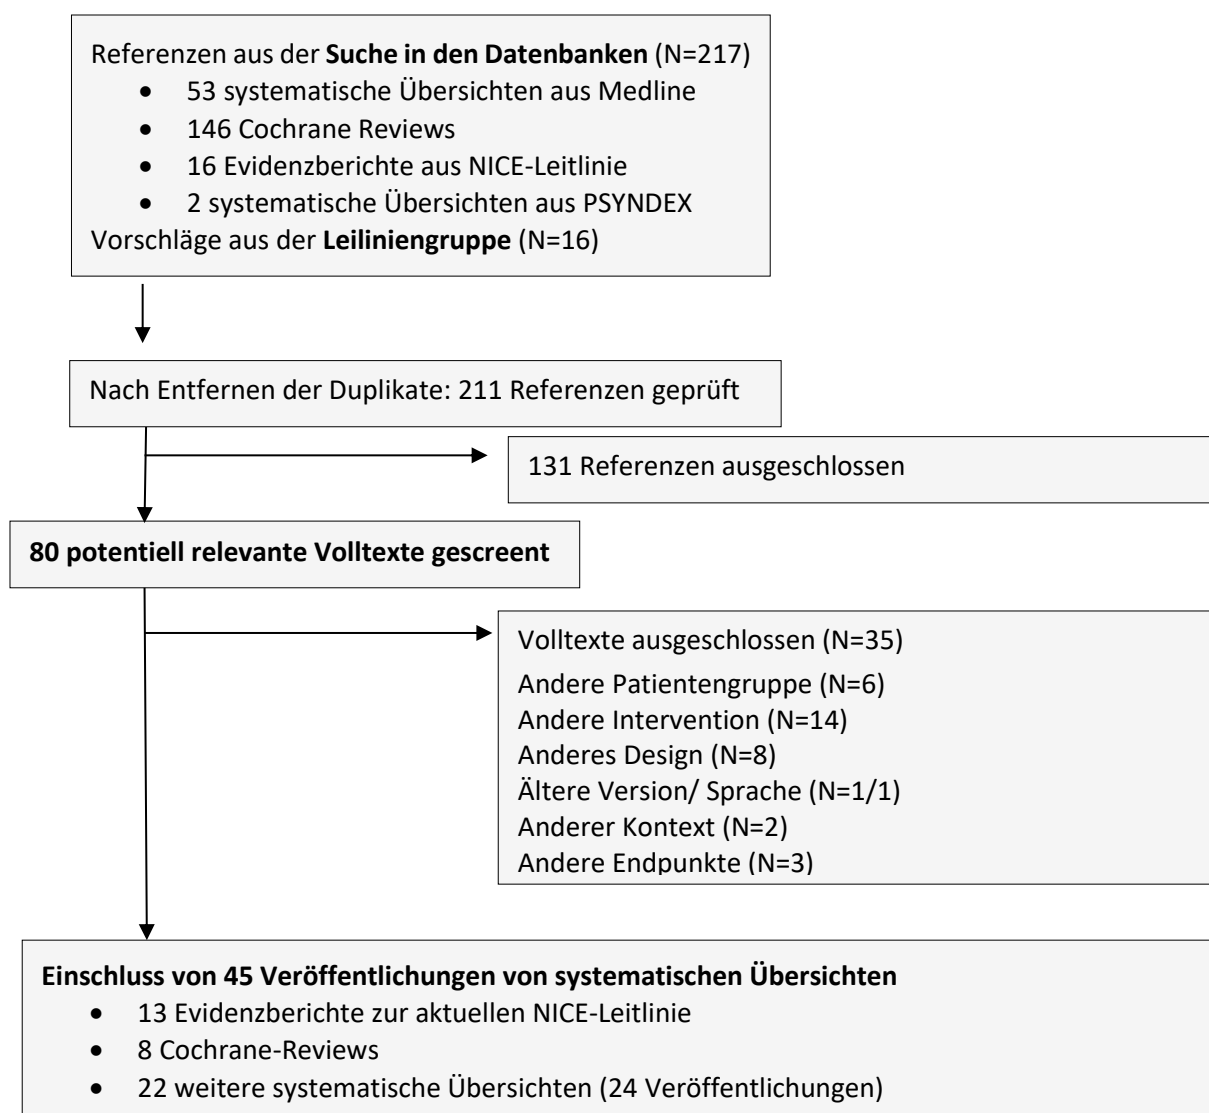 Referenzen aus der Suche in den Datenbanken (N=217)
• 53 systematische Übersichten aus Medline
• 146 Cochrane Reviews
• 16 Evidenzberichte aus NICE-Leitlinie
• 2 systematische Übersichten aus PSYNDEX
Vorschläge aus der Leiliniengruppe (N=16)
Nach Entfernen der Duplikate: 211 Referenzen geprüft
131 Referenzen ausgeschlossen
80 potentiell relevante Volltexte gescreent
Volltexte ausgeschlossen (N=35)
Andere Patientengruppe (N=6)
Andere Intervention (N=14)
Anderes Design (N=8)
Ältere Version/ Sprache (N=1/1)
Anderer Kontext (N=2)
Andere Endpunkte (N=3)
Einschluss von 45 Veröffentlichungen von systematischen Übersichten
• 13 Evidenzberichte zur aktuellen NICE-Leitlinie
• 8 Cochrane-Reviews
• 22 weitere systematische Übersichten (24 Veröffentlichungen)